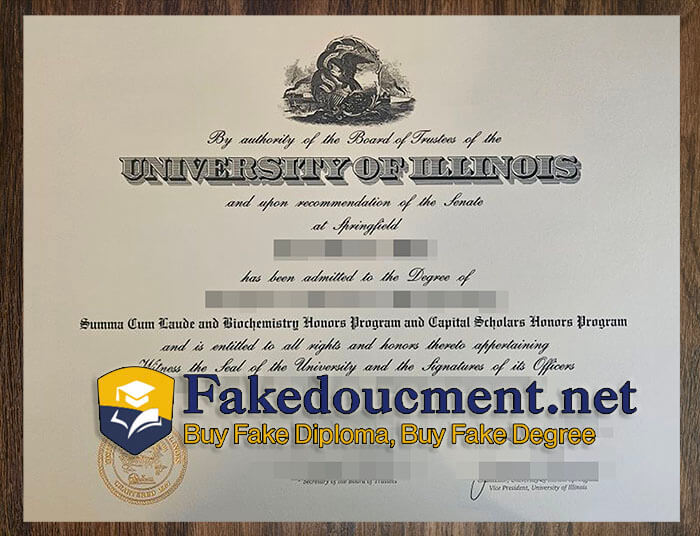 By authority of the Board of Trustees of the
UNIVERSITY OF ILLINOIS
and upon recommendation of the Senate
at Springfield
has been admitted to the Degree of
Summa Cum Laude and Biochemistry Honors Program and Capital Scholars Honors Program
and is entitled to all rights and honors thereto appertaining
Witness the Seal of the University and the Signatures of its Officers
Fakedoucment.net
Buy Fake Diploma, Buy Fake Degree
Secretary of the Board of Trustees
Vice President, University of Illinois